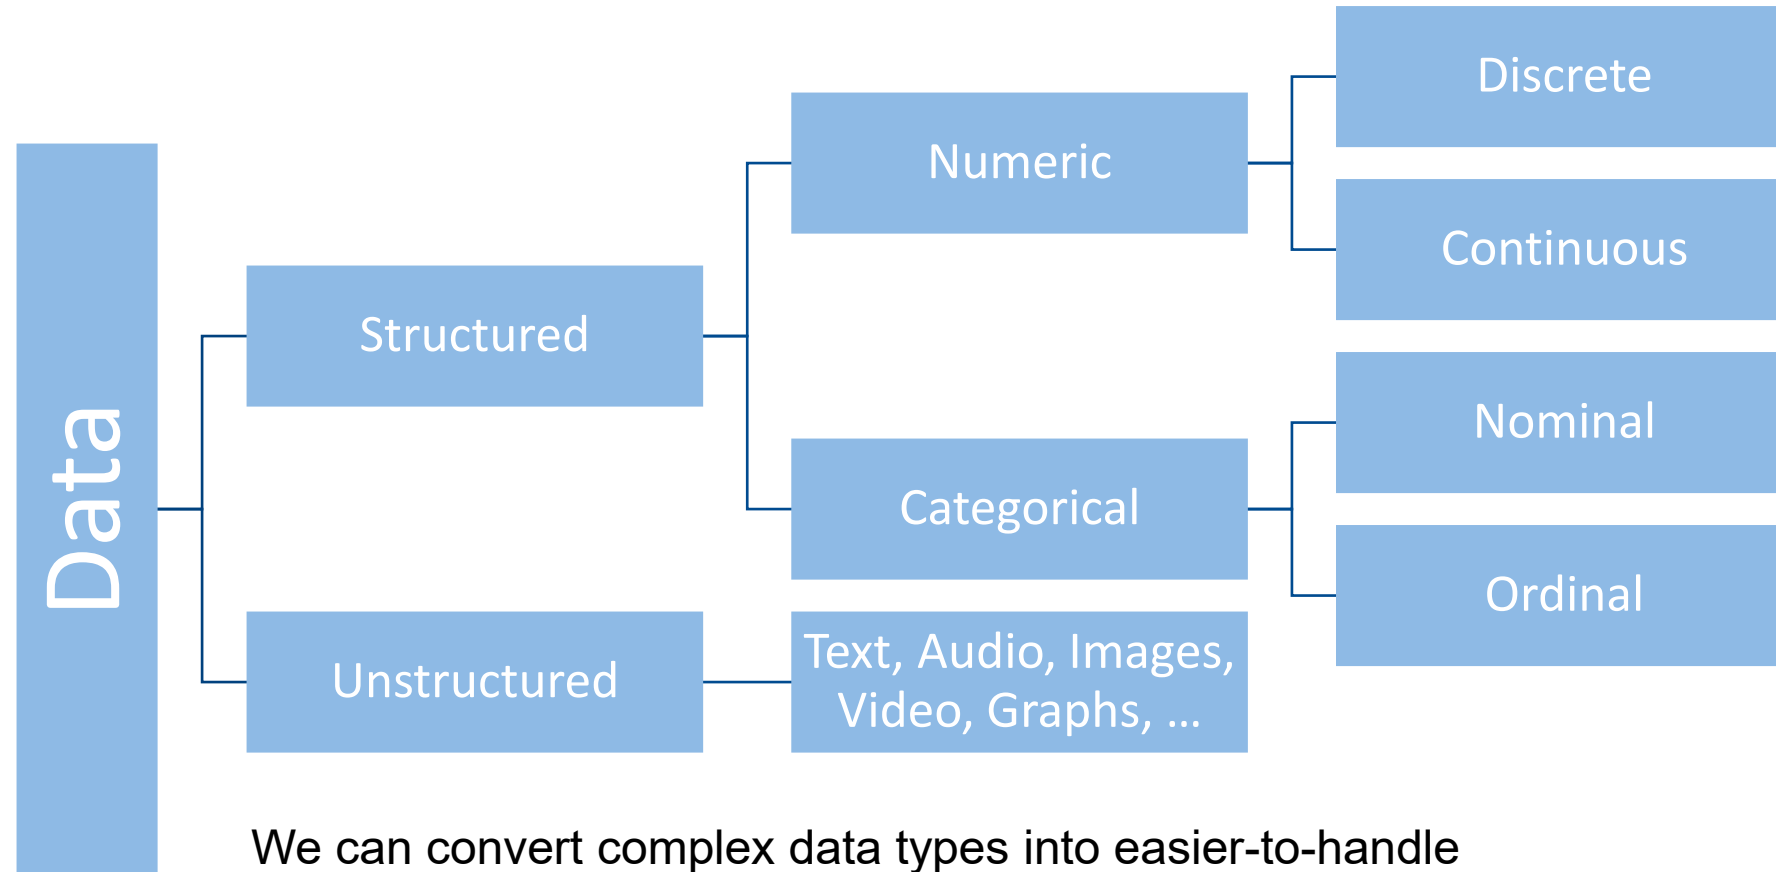 Data
Structured
Numeric
Discrete
Continuous
Categorical
Nominal
Ordinal
Unstructured
Text, Audio, Images,
Video, Graphs, ...
We can convert complex data types into easier-to-handle